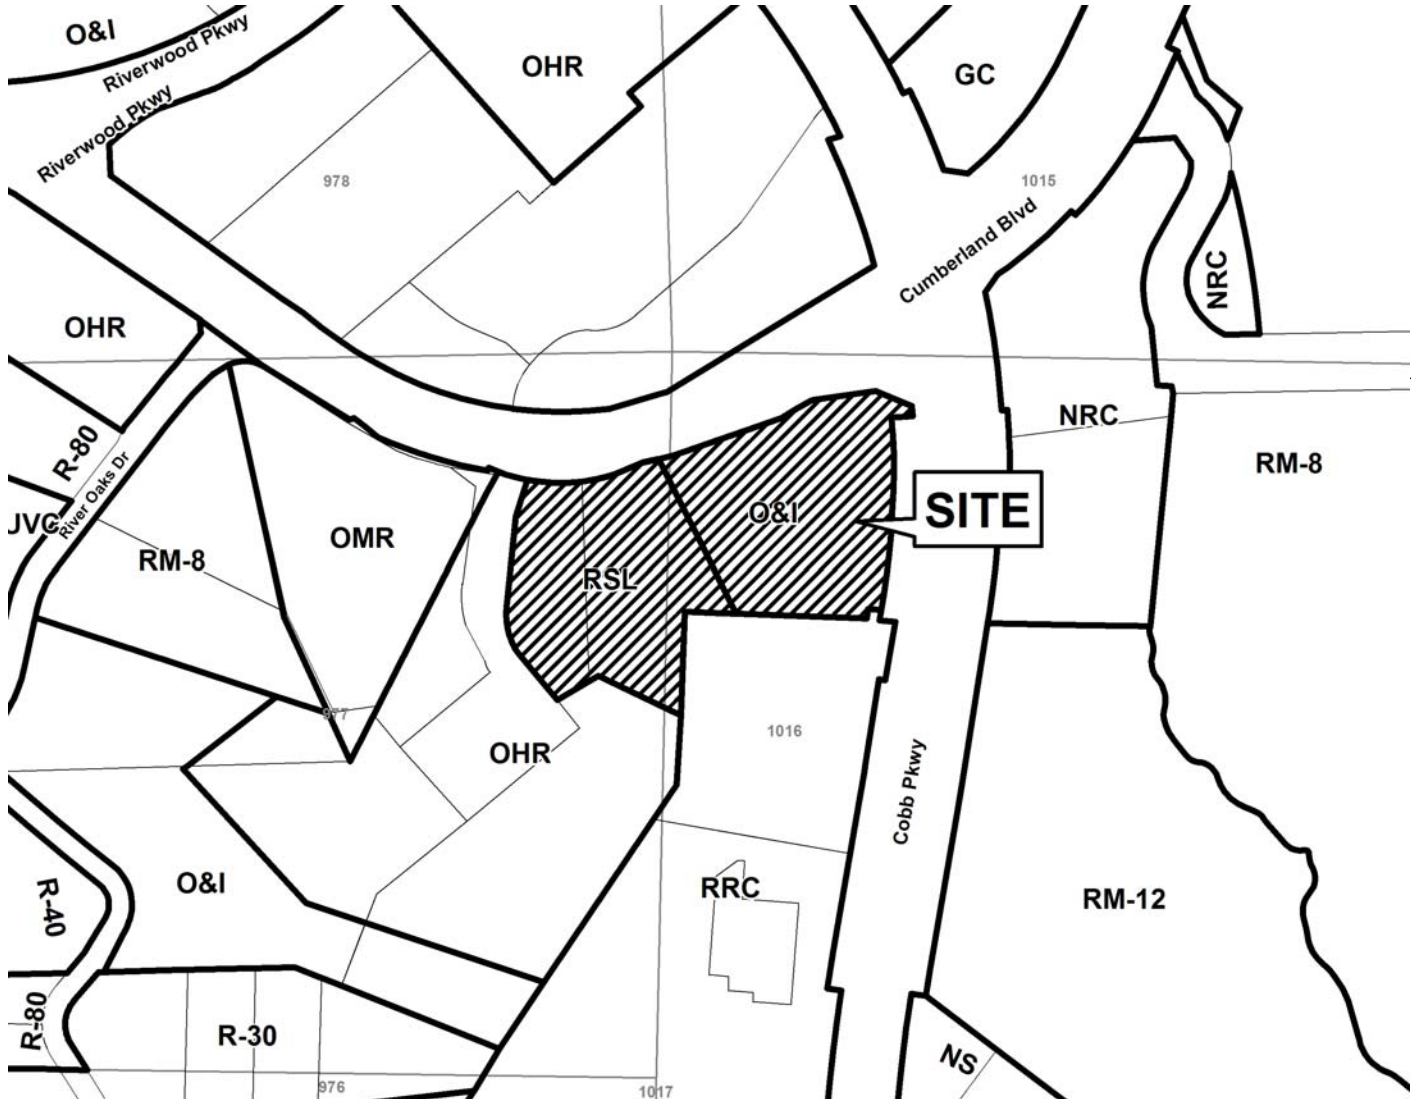 O&I
Riverwood Pkwy
OHR
GC
Riverwood Pkwy
978
1015
Cumberland Blvd
NRC
OHR
NRC
R-80
River Oaks Dr
RM-8
JVC
OMR
O&I
SITE
RM-8
RSL
977
1016
OHR
Cobb Pkwy
R-40
O&I
RRC
RM-12
R-80
R-30
NS
976
1017